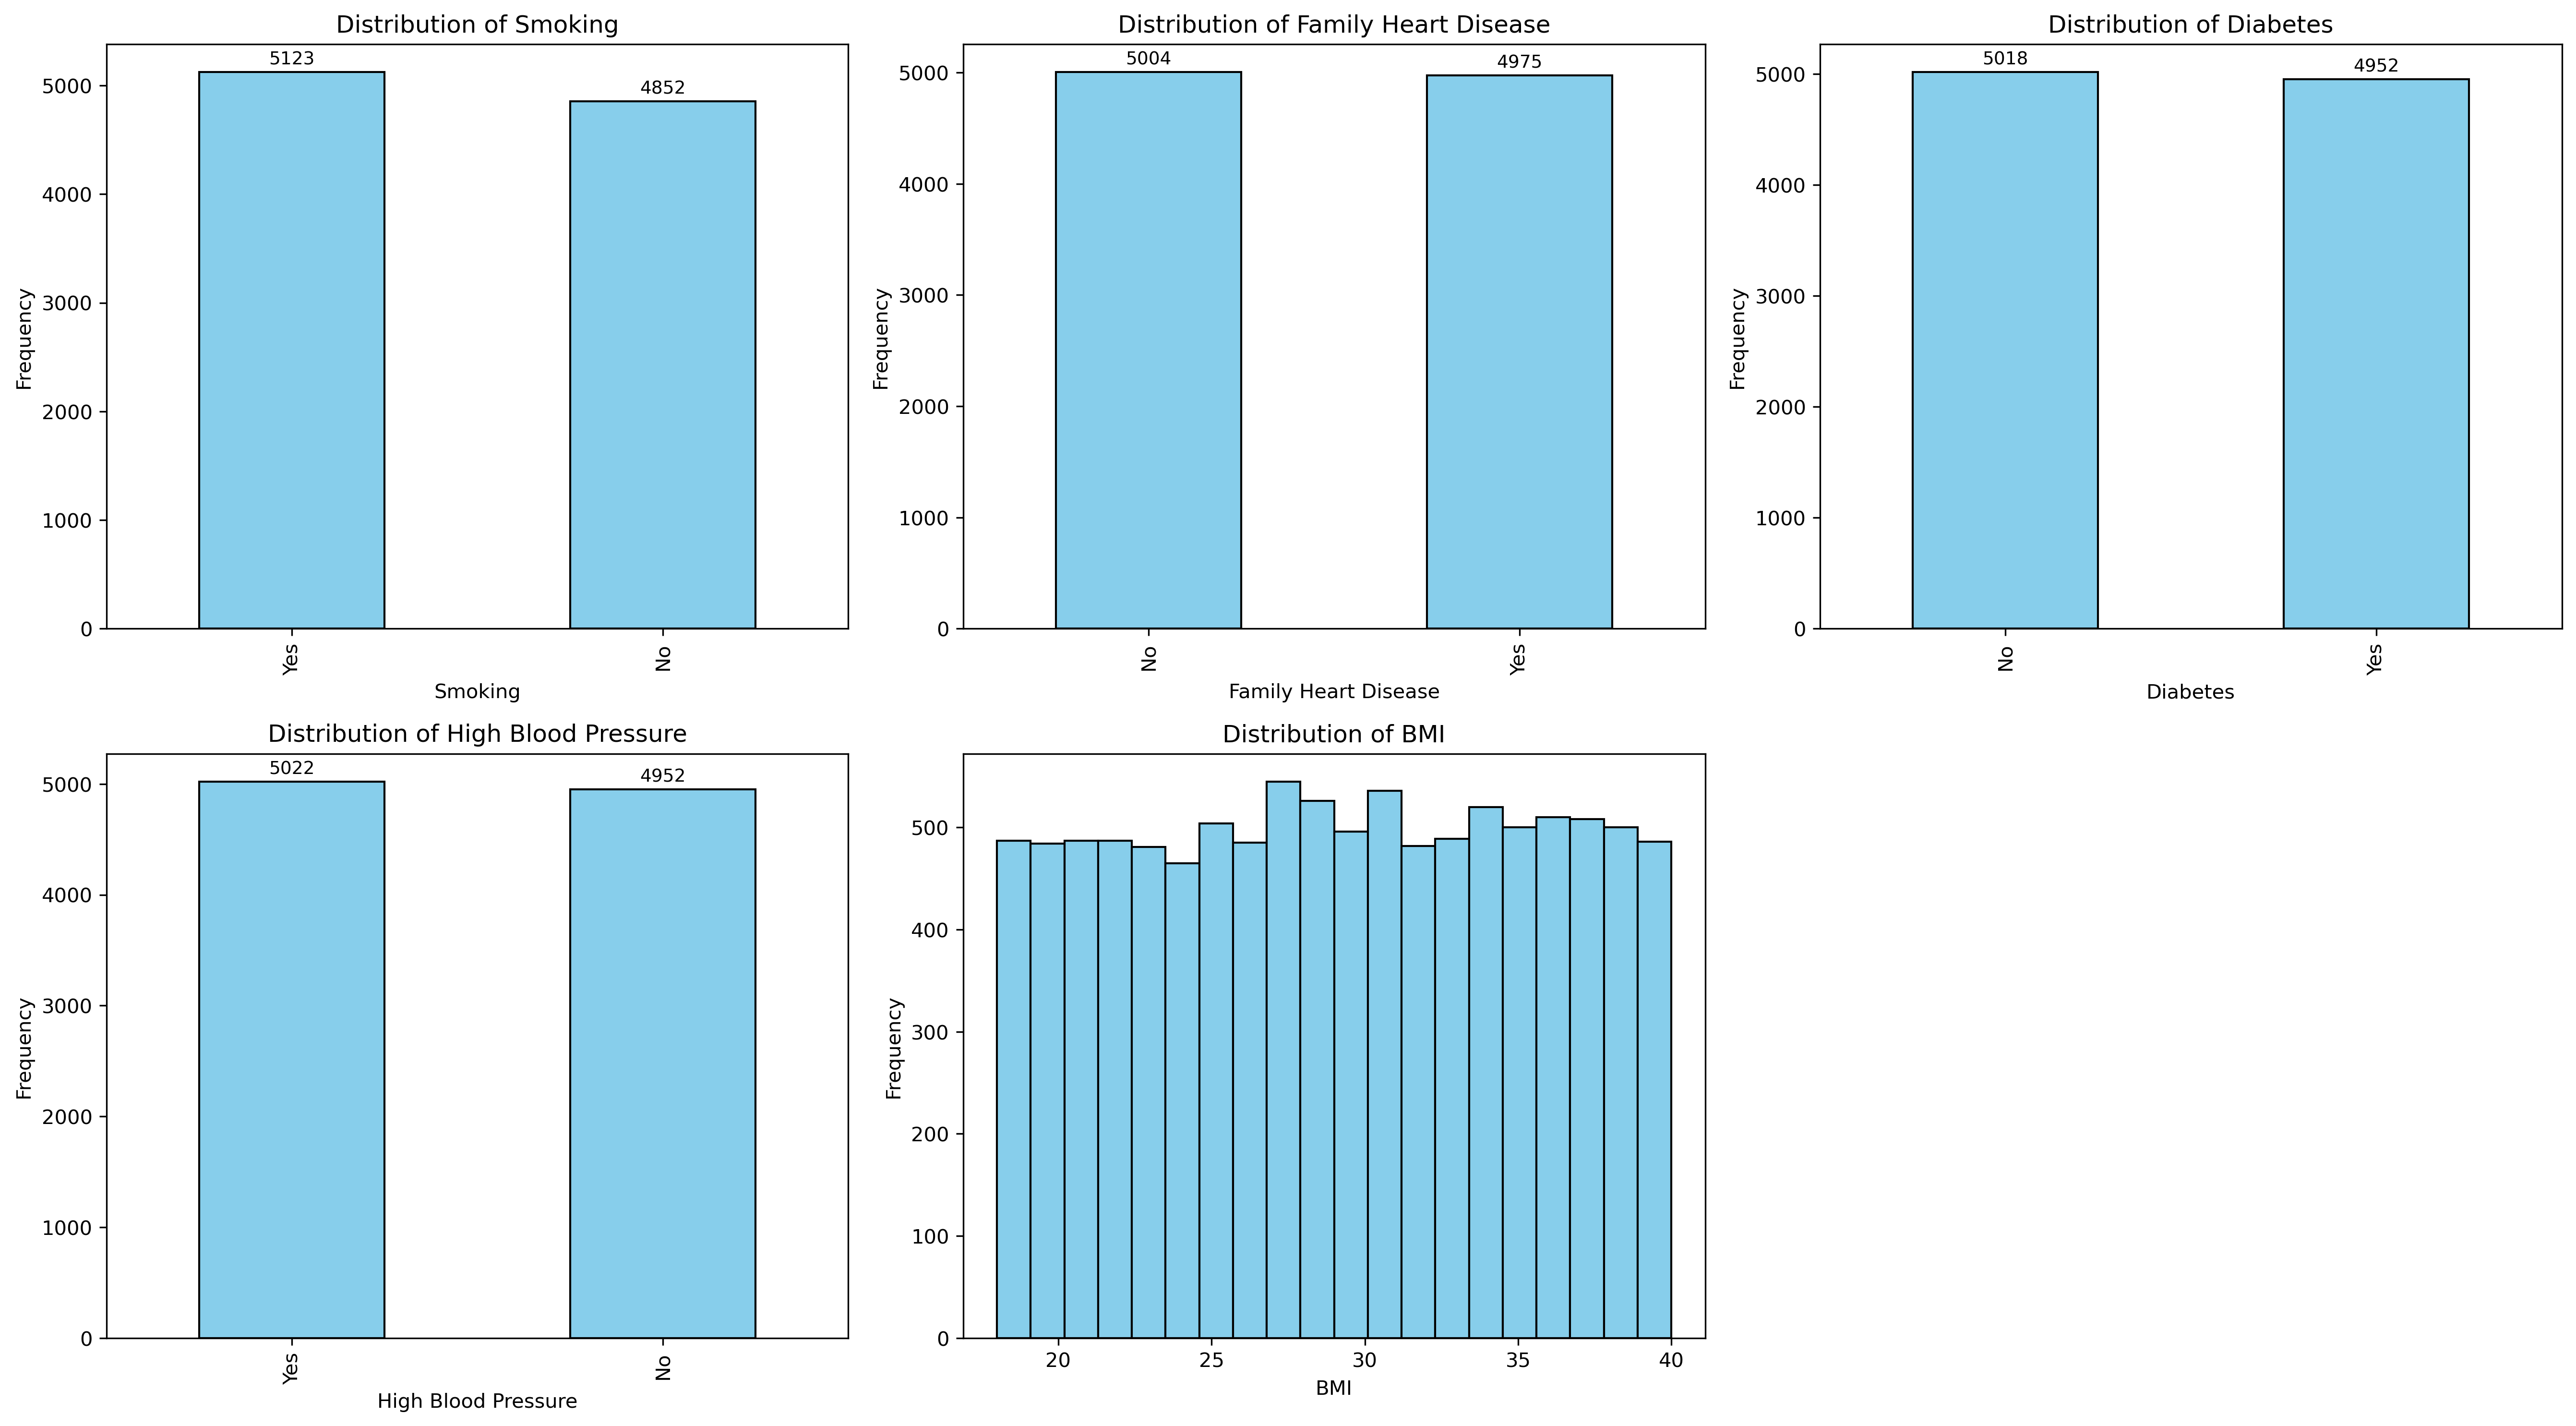 Distribution of Smoking
5123
4852
5000
4000
3000
2000
1000
0
Frequency
Yes
No
Smoking
Distribution of Family Heart Disease
5004
4975
5000
4000
3000
2000
1000
0
Frequency
No
Yes
Family Heart Disease
Distribution of Diabetes
5018
4952
5000
4000
3000
2000
1000
0
Frequency
No
Yes
Diabetes
Distribution of High Blood Pressure
5022
4952
5000
4000
3000
2000
1000
0
Frequency
Yes
No
High Blood Pressure
Distribution of BMI
500
400
300
200
100
0
Frequency
20
25
30
35
40
BMI